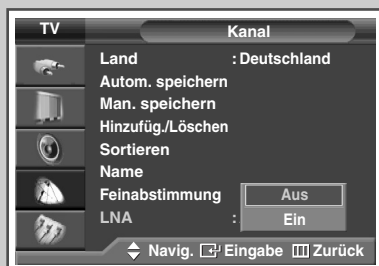 TV Kanal
Land : Deutschland
Autom. speichern
Man. speichern
Hinzufüg./Löschen
Sortieren
Name
Feinabstimmung Aus
LNA : Ein
Navig. Eingabe Zurück